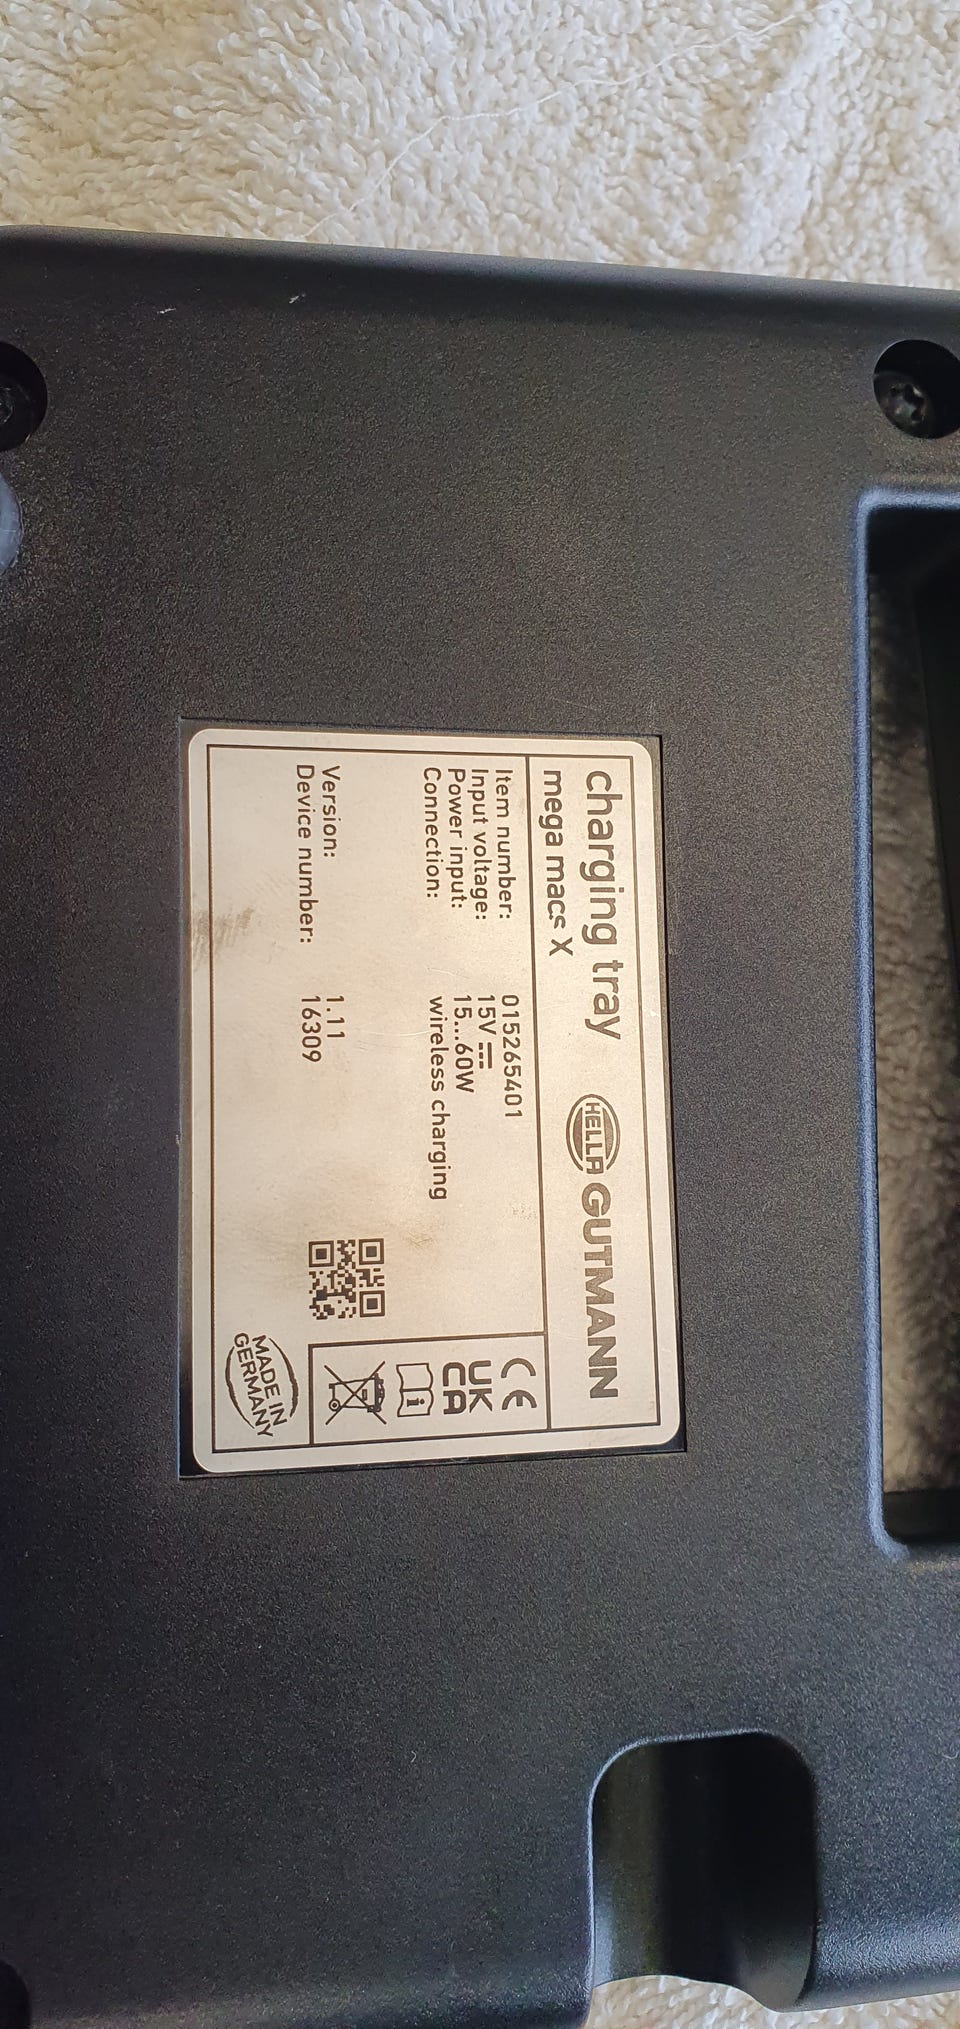 charging tray
HELLA GUTMANN
mega macs X
Item number: 015265401
Input voltage: 15V ⎓
Power input: 15...60W
Connection: wireless charging
Version: 1.11
Device number: 16309
CE
UK
CA
i
MADE IN
GERMANY